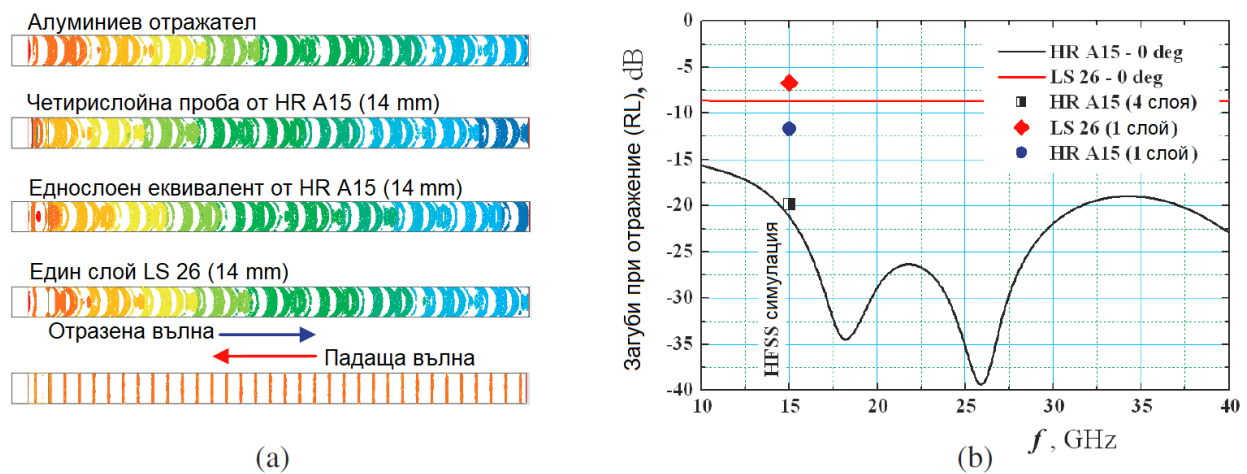 (a)
Алуминиев отражател
Четирислойна проба от HR A15 (14 mm)
Еднослоен еквивалент от HR A15 (14 mm)
Един слой LS 26 (14 mm)
Отразена вълна
Падаща вълна
(a)
(b)
Загуби при отражение (RL), dB
0
-5
-10
-15
-20
-25
-30
-35
-40
HR A15 - 0 deg
LS 26 - 0 deg
HR A15 (4 слоя)
LS 26 (1 слой)
HR A15 (1 слой)
HFSS симулация
10 15 20 25 30 35 40
f, GHz
(b)